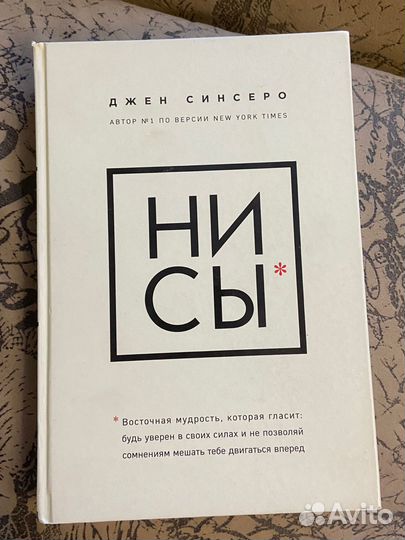 ДЖЕН СИНСЕРО
АВТОР №1 ПО ВЕРСИИ NEW YORK TIMES
НИ
СЫ*
* Восточная мудрость, которая гласит:
будь уверен в своих силах и не позволяй
сомнениям мешать тебе двигаться вперед
Avito